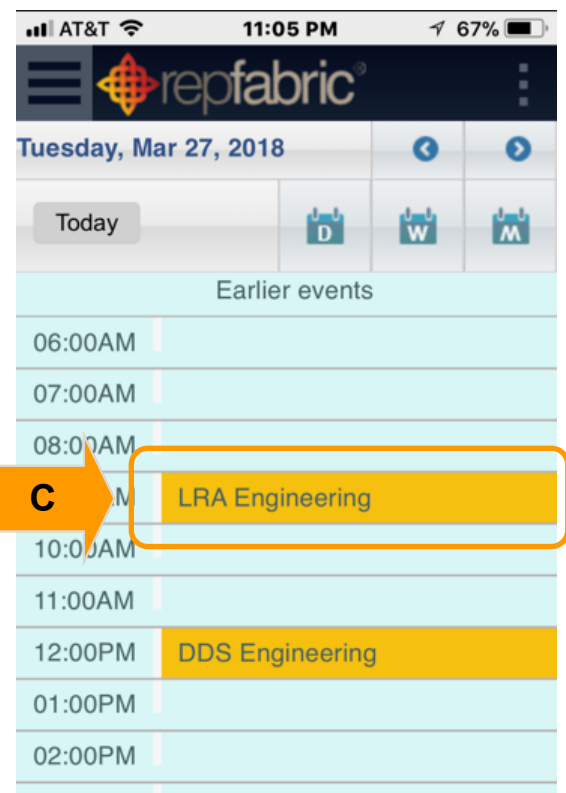 AT&T 11:05 PM 67%
repfabric®
Tuesday, Mar 27, 2018
Today D W M
Earlier events
06:00AM
07:00AM
08:00AM
C M LRA Engineering
10:00AM
11:00AM
12:00PM DDS Engineering
01:00PM
02:00PM